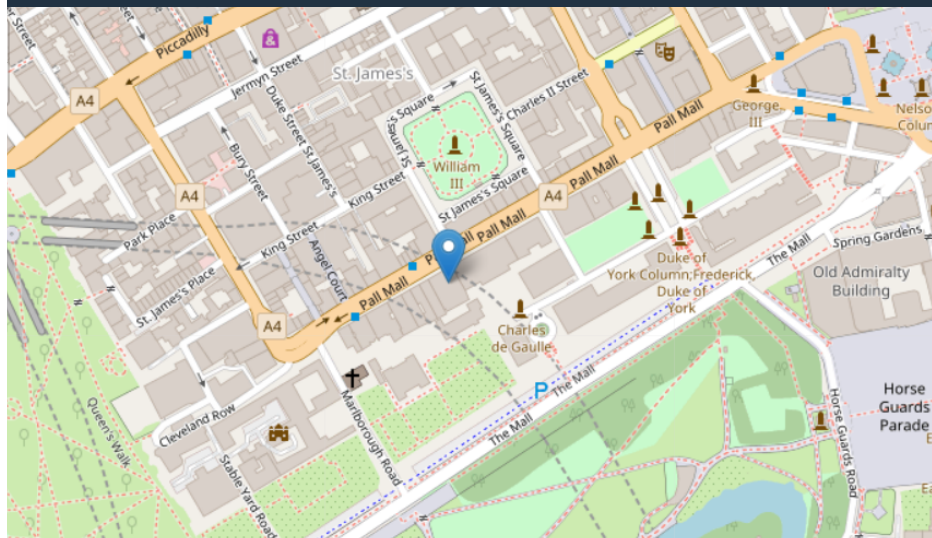 Piccadilly
A4
Jermyn Street
St. James's
Duke Street St.James's
Bury Street
St James's Square
's Square
St James's
Charles II Street
William
III
King Street
St James's Square
A4
Pall Mall
Pall Mall
Pall Mall
George
III
Nelso
Colum
A4
Park Place
King Street
St. James's Place
Angel Court
Pall Mall
A4
The Mall
Spring Gardens
Duke of
York Column;Frederick,
Duke of
York
Old Admiralty
Building
Charles
de Gaulle
P
The Mall
The Mall
Horse
Guards
Parade
Horse Guards Road
Cleveland Row
Marlborough Road
Queen's Walk
Stable Yard Road